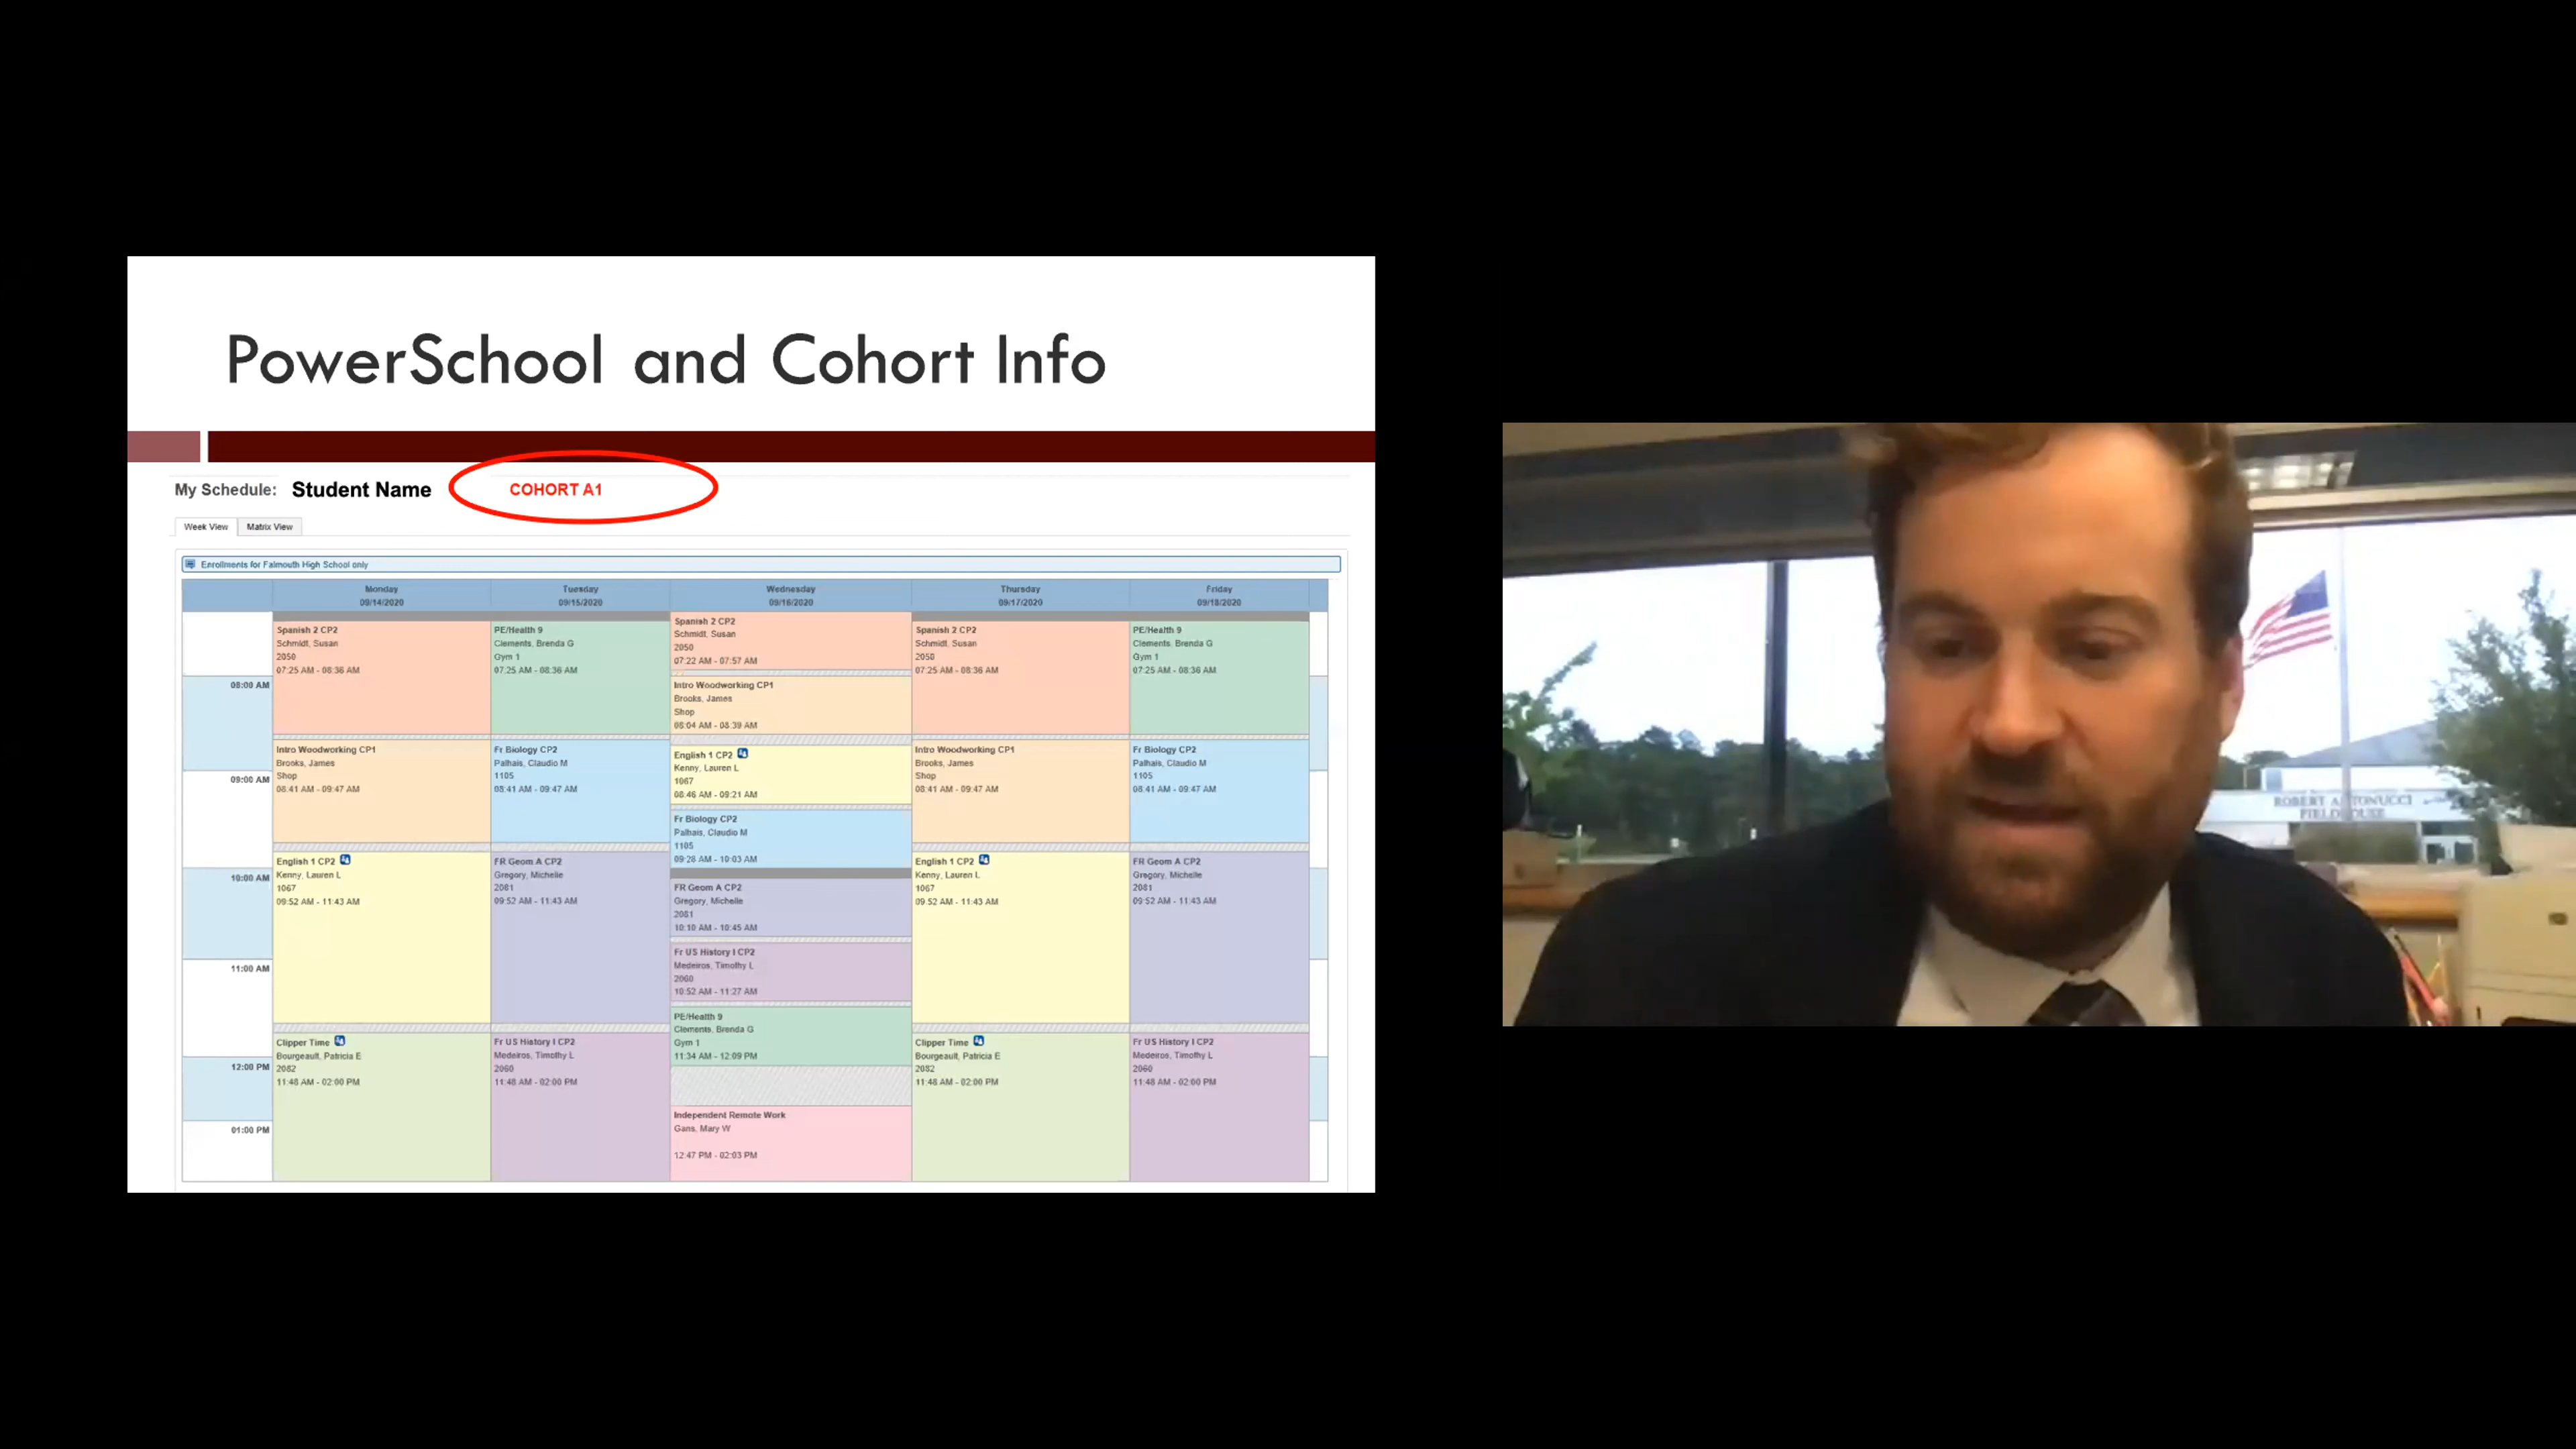 PowerSchool and Cohort Info
My Schedule: Student Name COHORT A1
Week View Matrix View
Enrollments for Falmouth High School only
Monday
09/14/2020
Tuesday
09/15/2020
Wednesday
09/16/2020
Thursday
09/17/2020
Friday
09/18/2020
08:00 AM
09:00 AM
10:00 AM
11:00 AM
12:00 PM
01:00 PM
Spanish 2 CP2
Schmidt, Susan
2050
07:25 AM - 08:36 AM
Intro Woodworking CP1
Brooks, James
Shop
08:41 AM - 09:47 AM
English 1 CP2
Kenny, Lauren L
1067
09:52 AM - 11:43 AM
Clipper Time
Bourgeault, Patricia E
2082
11:48 AM - 02:00 PM
PE/Health 9
Clements, Brenda G
Gym 1
07:25 AM - 08:36 AM
Fr Biology CP2
Palhais, Claudio M
1105
08:41 AM - 09:47 AM
FR Geom A CP2
Gregory, Michelle
2081
09:52 AM - 11:43 AM
Fr US History I CP2
Medeiros, Timothy L
2060
11:48 AM - 02:00 PM
Spanish 2 CP2
Schmidt, Susan
2050
07:22 AM - 07:57 AM
Intro Woodworking CP1
Brooks, James
Shop
08:04 AM - 08:39 AM
English 1 CP2
Kenny, Lauren L
1067
08:46 AM - 09:21 AM
Fr Biology CP2
Palhais, Claudio M
1105
09:28 AM - 10:03 AM
FR Geom A CP2
Gregory, Michelle
2081
10:10 AM - 10:45 AM
Fr US History I CP2
Medeiros, Timothy L
2060
10:52 AM - 11:27 AM
PE/Health 9
Clements, Brenda G
Gym 1
11:34 AM - 12:09 PM
Independent Remote Work
Gans, Mary W
12:47 PM - 02:03 PM
Spanish 2 CP2
Schmidt, Susan
2050
07:25 AM - 08:36 AM
Intro Woodworking CP1
Brooks, James
Shop
08:41 AM - 09:47 AM
English 1 CP2
Kenny, Lauren L
1067
09:52 AM - 11:43 AM
Clipper Time
Bourgeault, Patricia E
2082
11:48 AM - 02:00 PM
PE/Health 9
Clements, Brenda G
Gym 1
07:25 AM - 08:36 AM
Fr Biology CP2
Palhais, Claudio M
1105
08:41 AM - 09:47 AM
FR Geom A CP2
Gregory, Michelle
2081
09:52 AM - 11:43 AM
Fr US History I CP2
Medeiros, Timothy L
2060
11:48 AM - 02:00 PM
ROBERT ANTONUCCI
FIELDHOUSE